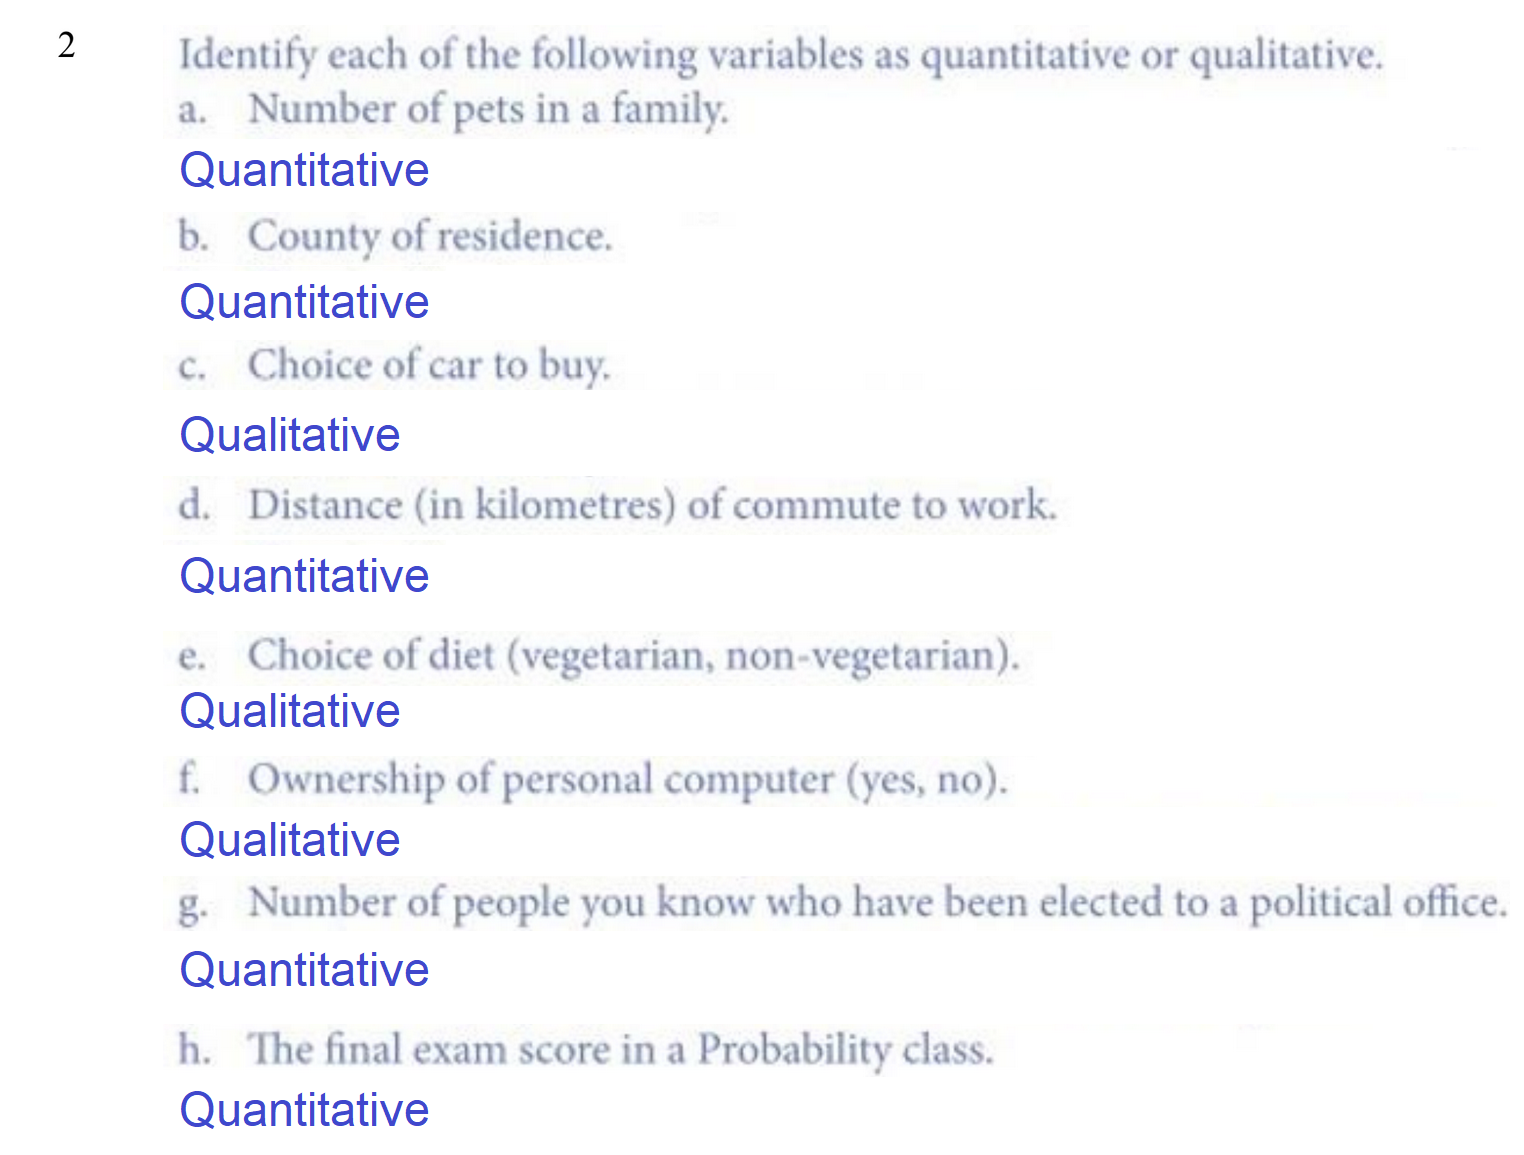 2
Identify each of the following variables as quantitative or qualitative.
a. Number of pets in a family.
Quantitative
b. County of residence.
Quantitative
c. Choice of car to buy.
Qualitative
d. Distance (in kilometres) of commute to work.
Quantitative
e. Choice of diet (vegetarian, non-vegetarian).
Qualitative
f. Ownership of personal computer (yes, no).
Qualitative
g. Number of people you know who have been elected to a political office.
Quantitative
h. The final exam score in a Probability class.
Quantitative